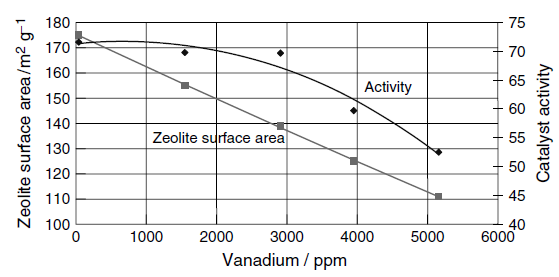 Zeolite surface area/m² g⁻¹
180
170
160
150
140
130
120
110
100
Activity
Zeolite surface area
75
70
65
60
55
50
45
40
Catalyst activity
0 1000 2000 3000 4000 5000 6000
Vanadium / ppm